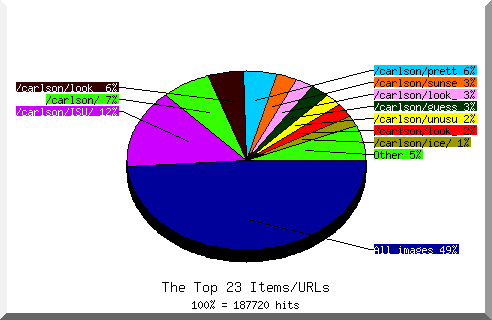 /carlson/prett 6%
/carlson/sunse 3%
/carlson/look  6%
/carlson/look_ 3%
/carlson/ 7%
/carlson/guess 3%
/carlson/ISU/ 12%
/carlson/unusu 2%
/carlson/look_ 2%
/carlson/ice/ 1%
Other 5%
All images 49%
The Top 23 Items/URLs
100% = 187720 hits